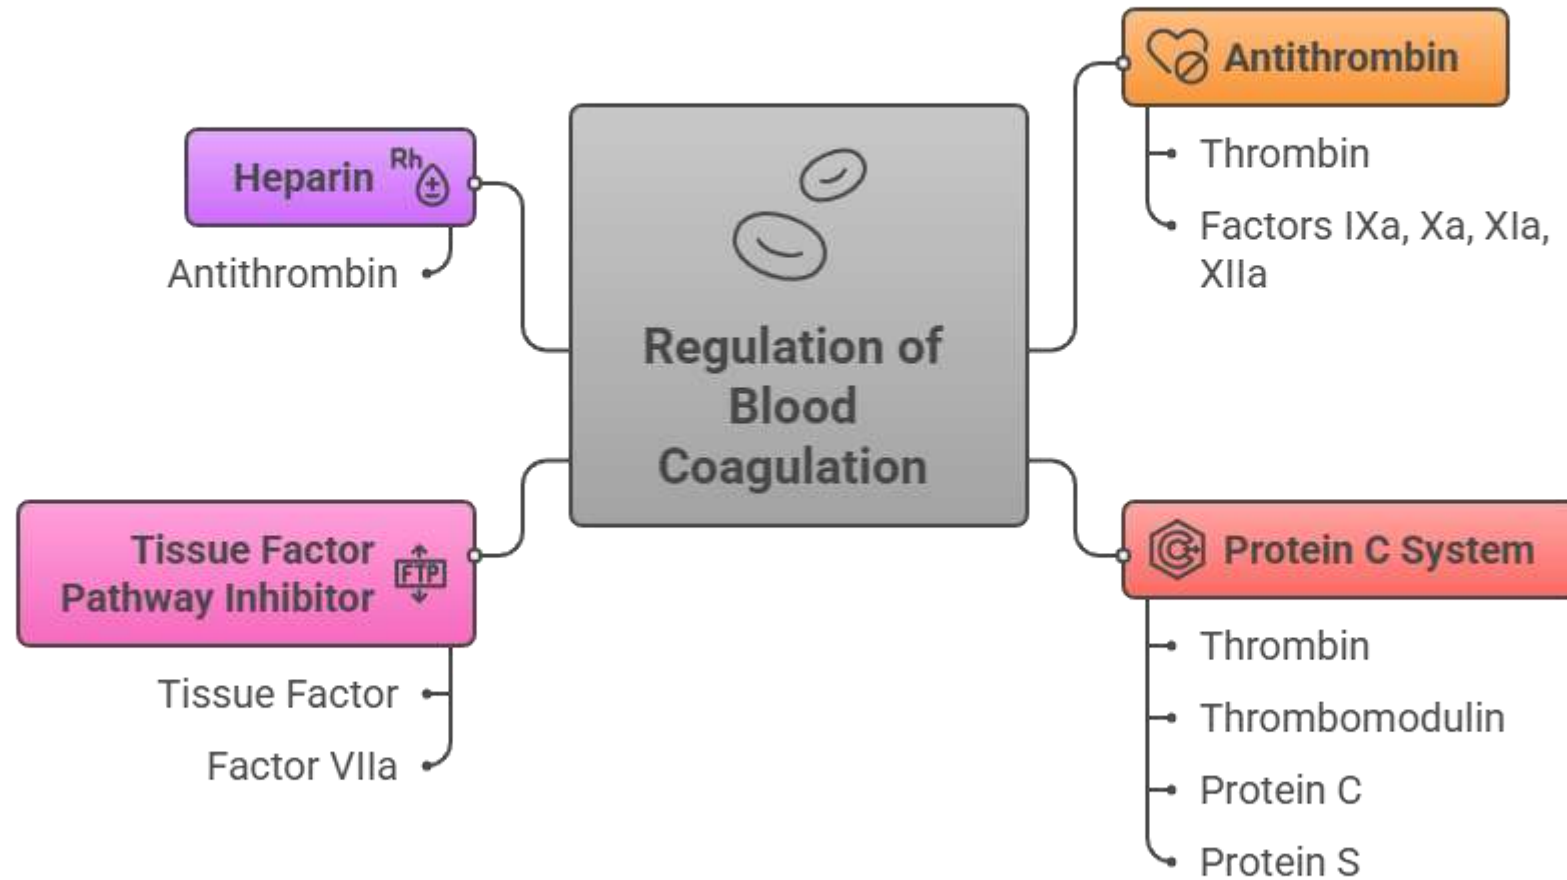 Antithrombin
Thrombin
Factors IXa, Xa, XIa,
XIIa
Heparin
Rh
Antithrombin
Regulation of
Blood
Coagulation
Tissue Factor
Pathway Inhibitor
FTP
Tissue Factor
Factor VIIa
Protein C System
Thrombin
Thrombomodulin
Protein C
Protein S